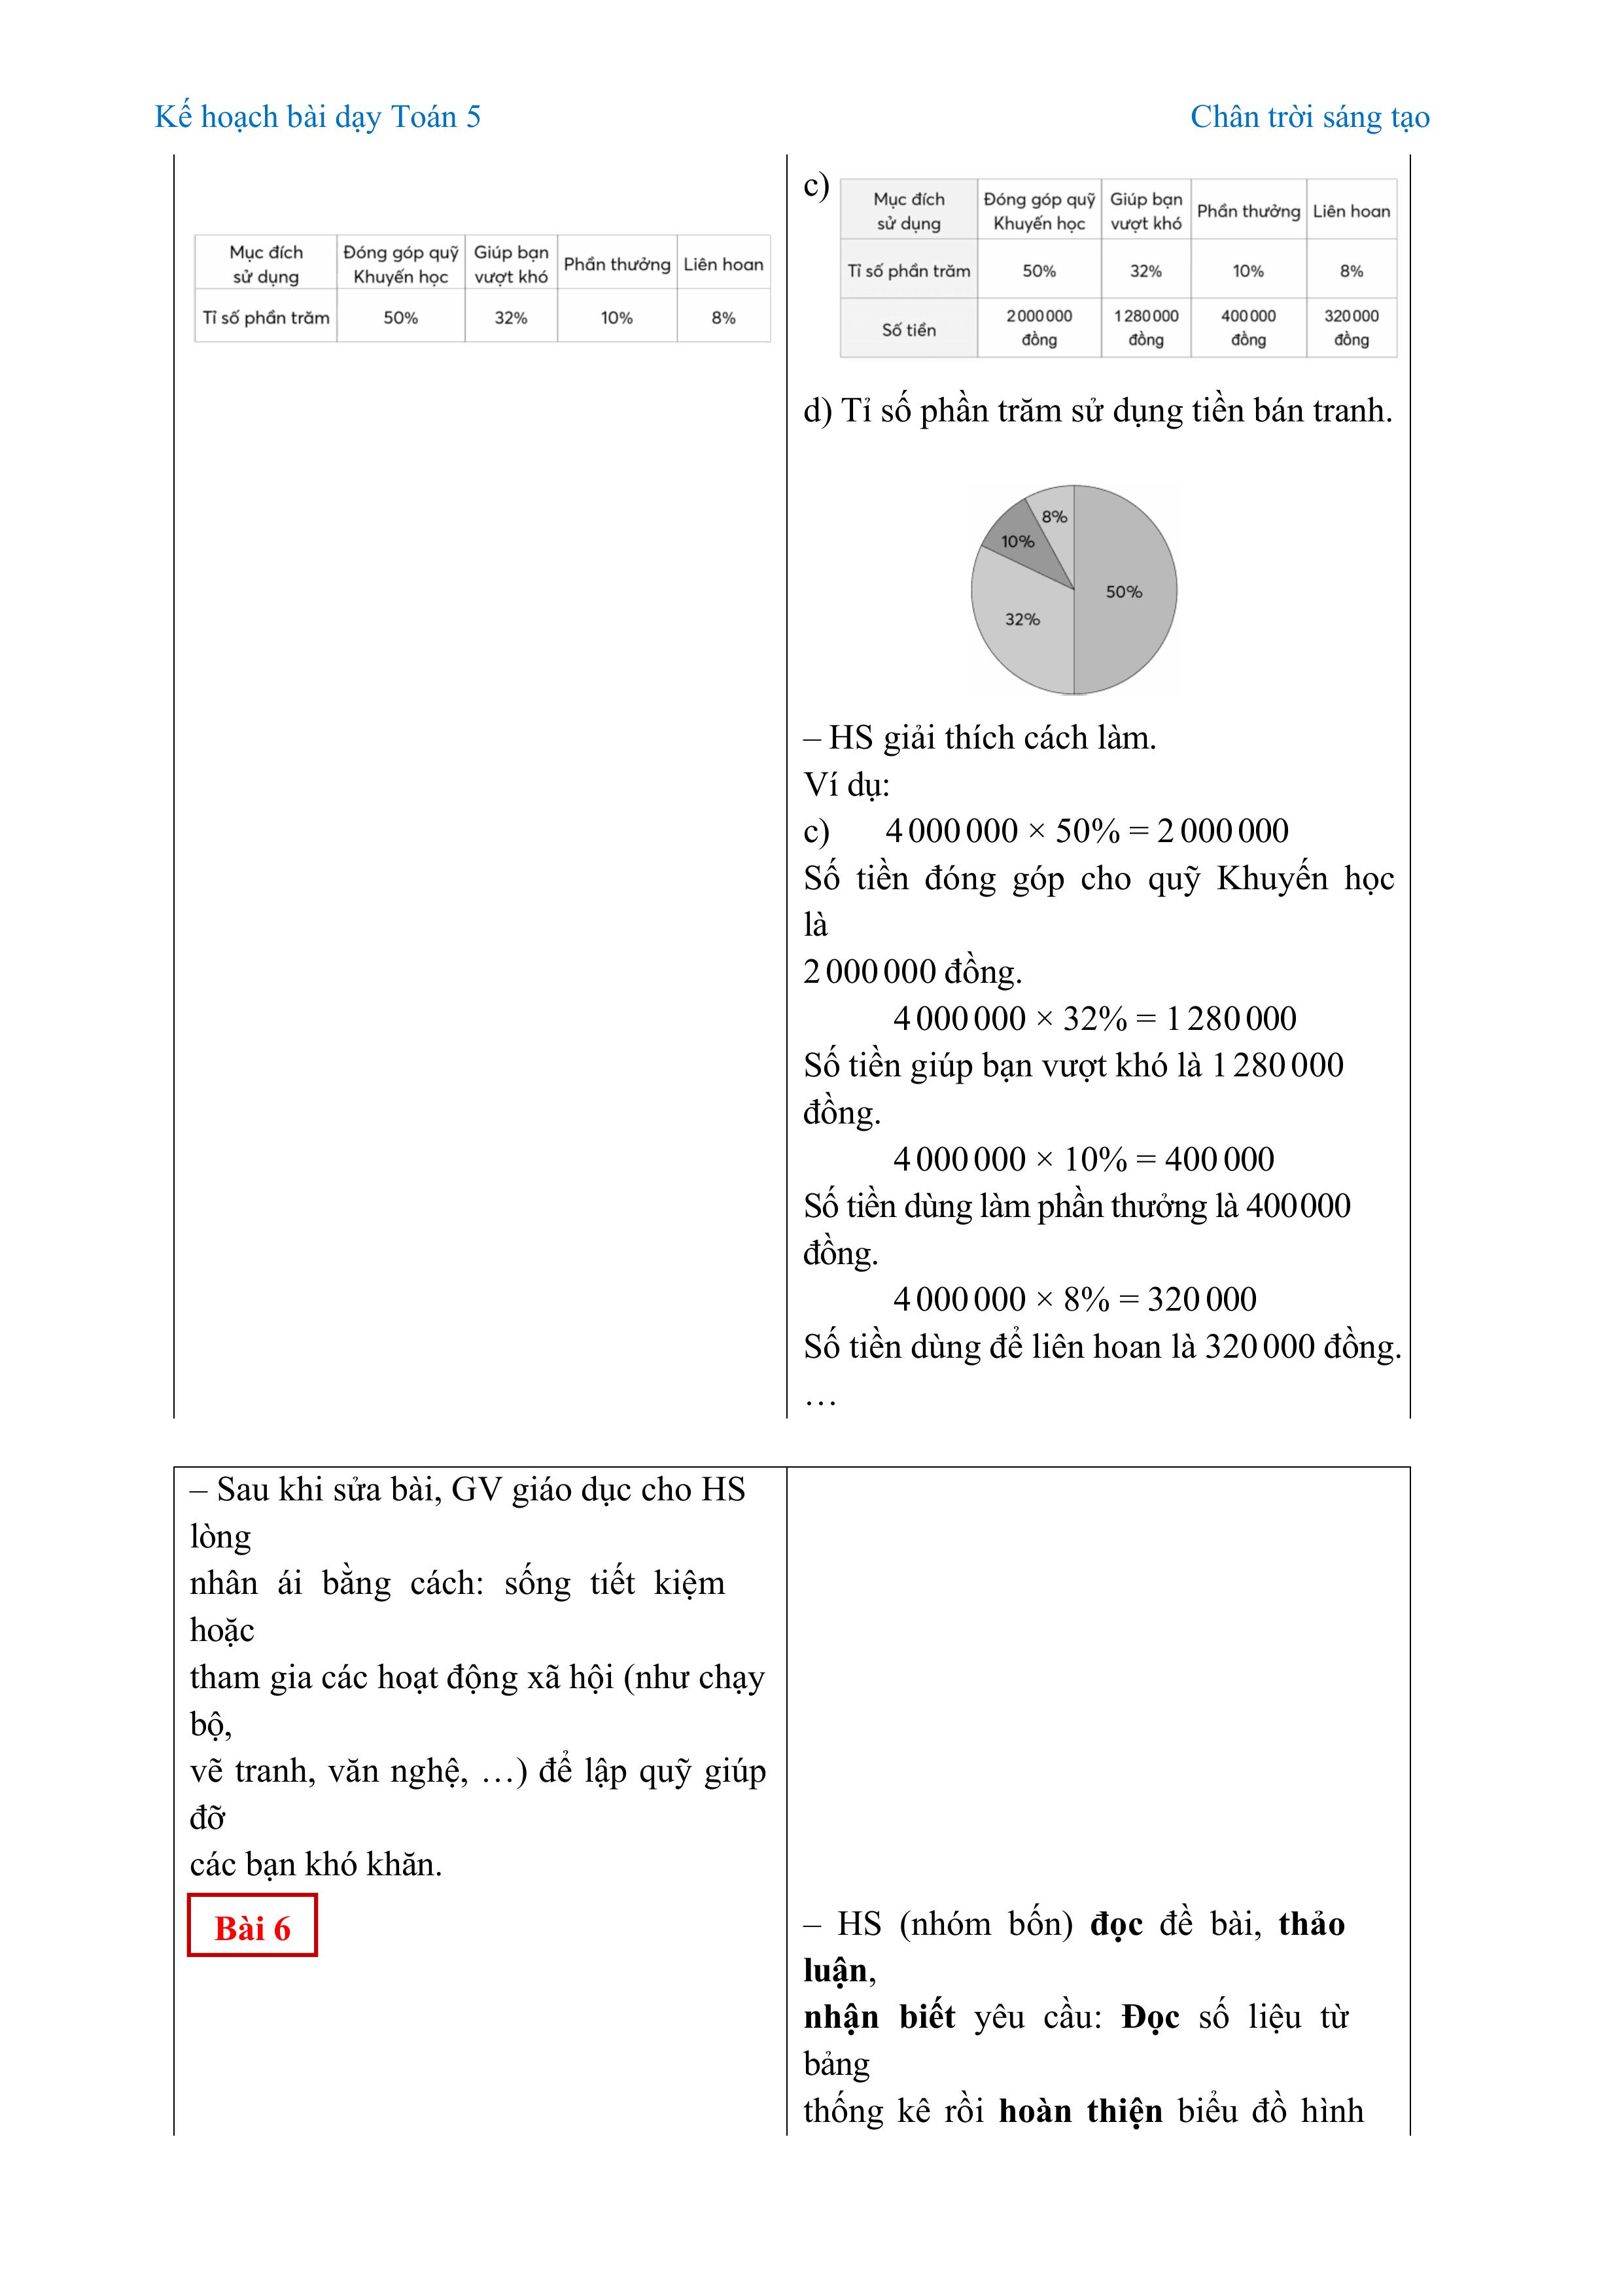 Kế hoạch bài dạy Toán 5
Chân trời sáng tạo
Mục đích sử dụng | Đóng góp quỹ Khuyến học | Giúp bạn vượt khó | Phần thưởng | Liên hoan
Tỉ số phần trăm | 50% | 32% | 10% | 8%
c)
Mục đích sử dụng | Đóng góp quỹ Khuyến học | Giúp bạn vượt khó | Phần thưởng | Liên hoan
Tỉ số phần trăm | 50% | 32% | 10% | 8%
Số tiền | 2 000 000 đồng | 1 280 000 đồng | 400 000 đồng | 320 000 đồng
d) Tỉ số phần trăm sử dụng tiền bán tranh.
8%
10%
50%
32%
– HS giải thích cách làm.
Ví dụ:
c) 4 000 000 × 50% = 2 000 000
Số tiền đóng góp cho quỹ Khuyến học
là
2 000 000 đồng.
4 000 000 × 32% = 1 280 000
Số tiền giúp bạn vượt khó là 1 280 000
đồng.
4 000 000 × 10% = 400 000
Số tiền dùng làm phần thưởng là 400 000
đồng.
4 000 000 × 8% = 320 000
Số tiền dùng để liên hoan là 320 000 đồng.
…
– Sau khi sửa bài, GV giáo dục cho HS
lòng
nhân ái bằng cách: sống tiết kiệm
hoặc
tham gia các hoạt động xã hội (như chạy
bộ,
vẽ tranh, văn nghệ, …) để lập quỹ giúp
đỡ
các bạn khó khăn.
Bài 6
– HS (nhóm bốn) đọc đề bài, thảo
luận,
nhận biết yêu cầu: Đọc số liệu từ
bảng
thống kê rồi hoàn thiện biểu đồ hình